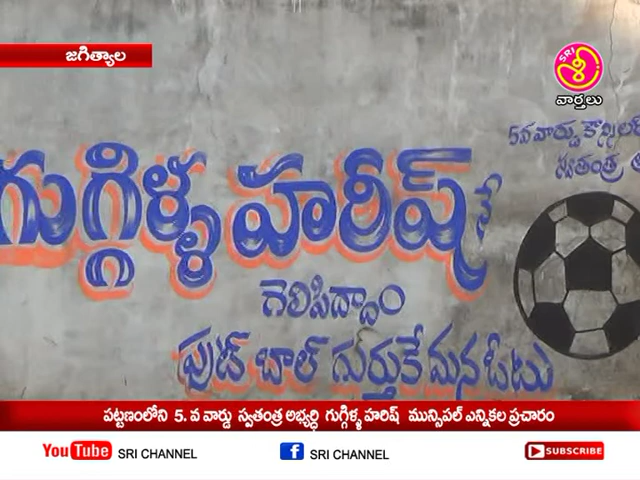 జగిత్యాల
SRI
శ్రీ
వార్తలు
5వ వార్డు కౌన్సిలర్
స్వతంత్ర
గుగ్గిళ్ళ హరీష్ నే
గెలిపిద్దాం
ఫుట్ బాల్ గుర్తుకే మన ఓటు
పట్టణంలోని 5. వ వార్డు స్వతంత్ర అభ్యర్థి గుగ్గిళ్ళ హరిష్ మున్సిపల్ ఎన్నికల ప్రచారం
YouTube SRI CHANNEL f SRI CHANNEL SUBSCRIBE